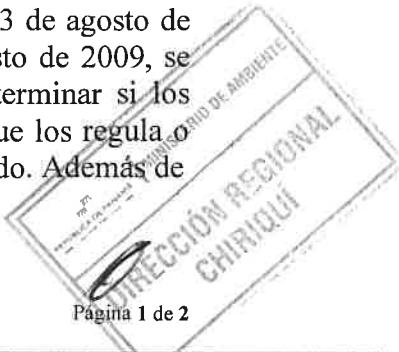 3 de agosto de
sto de 2009, se
terminar si los
ue los regula o
do. Además de
MINISTERIO DE AMBIENTE
REPÚBLICA DE PANAMÁ
DIRECCIÓN REGIONAL
CHIRIQUÍ
Página 1 de 2